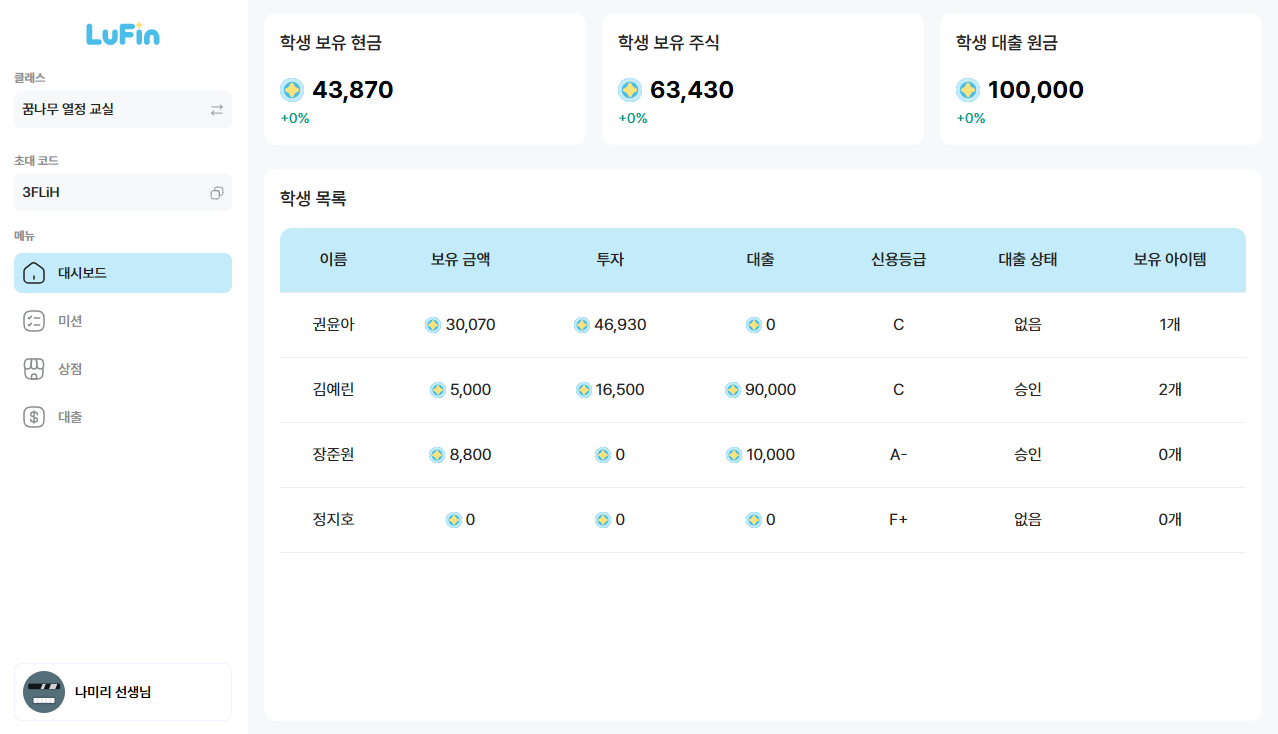 LuFin
클래스
꿈나무 열정 교실
초대 코드
3FLiH
메뉴
대시보드
미션
상점
대출
나미리 선생님
학생 보유 현금
43,870
+0%
학생 보유 주식
63,430
+0%
학생 대출 원금
100,000
+0%
학생 목록
이름 보유 금액 투자 대출 신용등급 대출 상태 보유 아이템
권윤아 30,070 46,930 0 C 없음 1개
김예린 5,000 16,500 90,000 C 승인 2개
장준원 8,800 0 10,000 A- 승인 0개
정지호 0 0 0 F+ 없음 0개